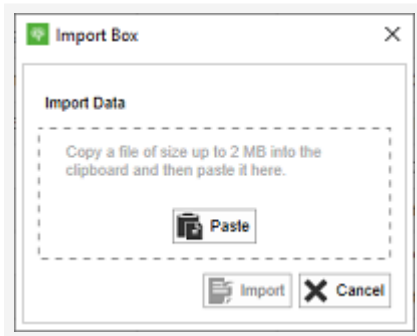 Import Box
Import Data
Copy a file of size up to 2 MB into the
clipboard and then paste it here.
Paste
Import Cancel